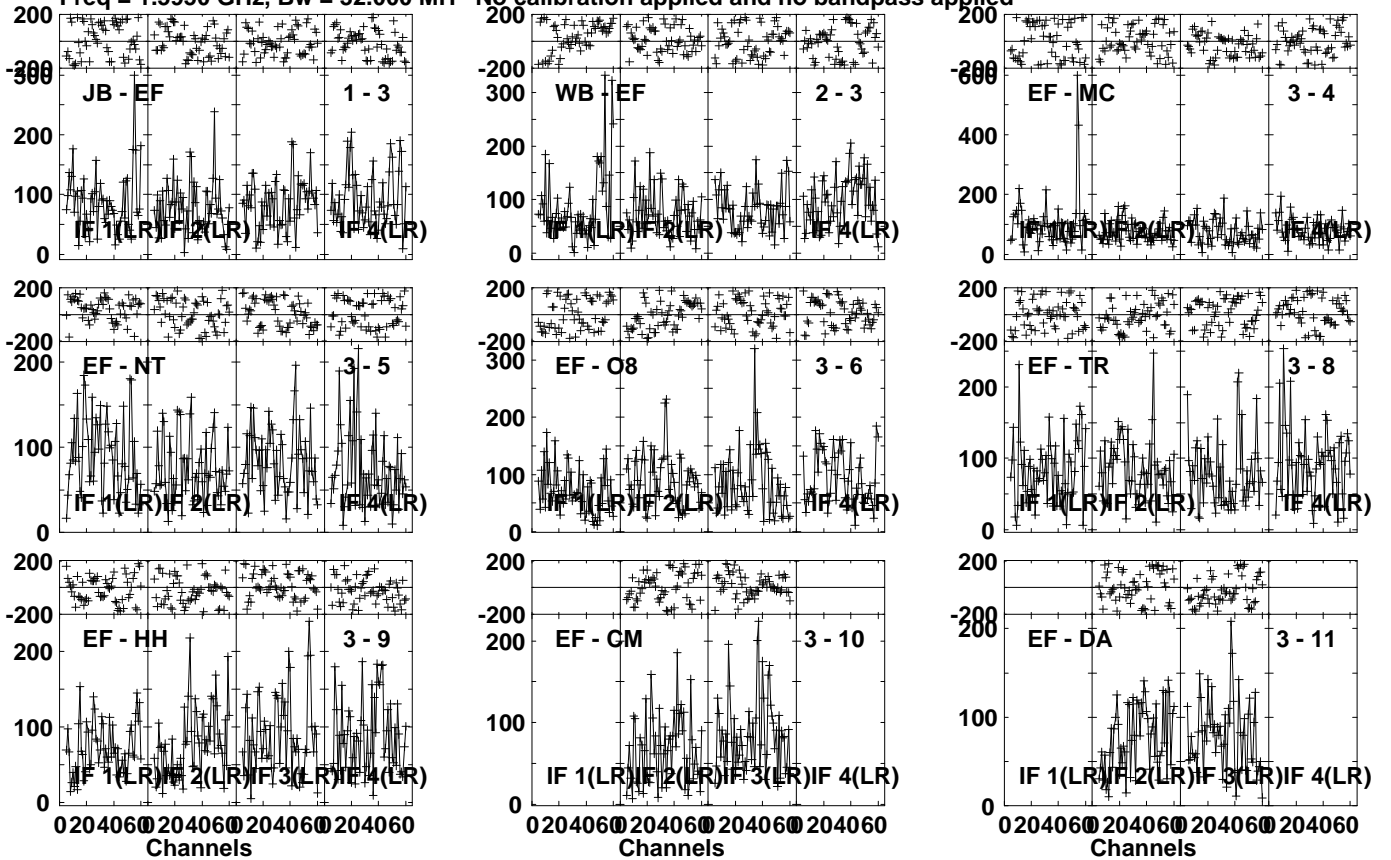 Freq = 1.5950 GHz, Bw = 32.000 MH No calibration applied and no bandpass applied
200
-200
300
200
100
0
JB - EF 1 - 3
IF 1(LR) IF 2(LR) IF 4(LR)
200
-200
300
200
100
0
WB - EF 2 - 3
IF 1(LR) IF 2(LR) IF 4(LR)
200
-200
600
400
200
0
EF - MC 3 - 4
IF 1(LR) IF 2(LR) IF 4(LR)
200
-200
200
100
0
EF - NT 3 - 5
IF 1(LR) IF 2(LR) IF 4(LR)
200
-200
300
200
100
0
EF - O8 3 - 6
IF 1(LR) IF 2(LR) IF 4(LR)
200
-200
200
100
0
EF - TR 3 - 8
IF 1(LR) IF 2(LR) IF 4(LR)
200
-200
200
100
0
EF - HH 3 - 9
IF 1(LR) IF 2(LR) IF 3(LR) IF 4(LR)
0 20 40 60 0 20 40 60 0 20 40 60 0 20 40 60
Channels
200
-200
200
100
0
EF - CM 3 - 10
IF 1(LR) IF 2(LR) IF 3(LR) IF 4(LR)
0 20 40 60 0 20 40 60 0 20 40 60 0 20 40 60
Channels
200
-200
200
100
0
EF - DA 3 - 11
IF 1(LR) IF 2(LR) IF 3(LR) IF 4(LR)
0 20 40 60 0 20 40 60 0 20 40 60 0 20 40 60
Channels